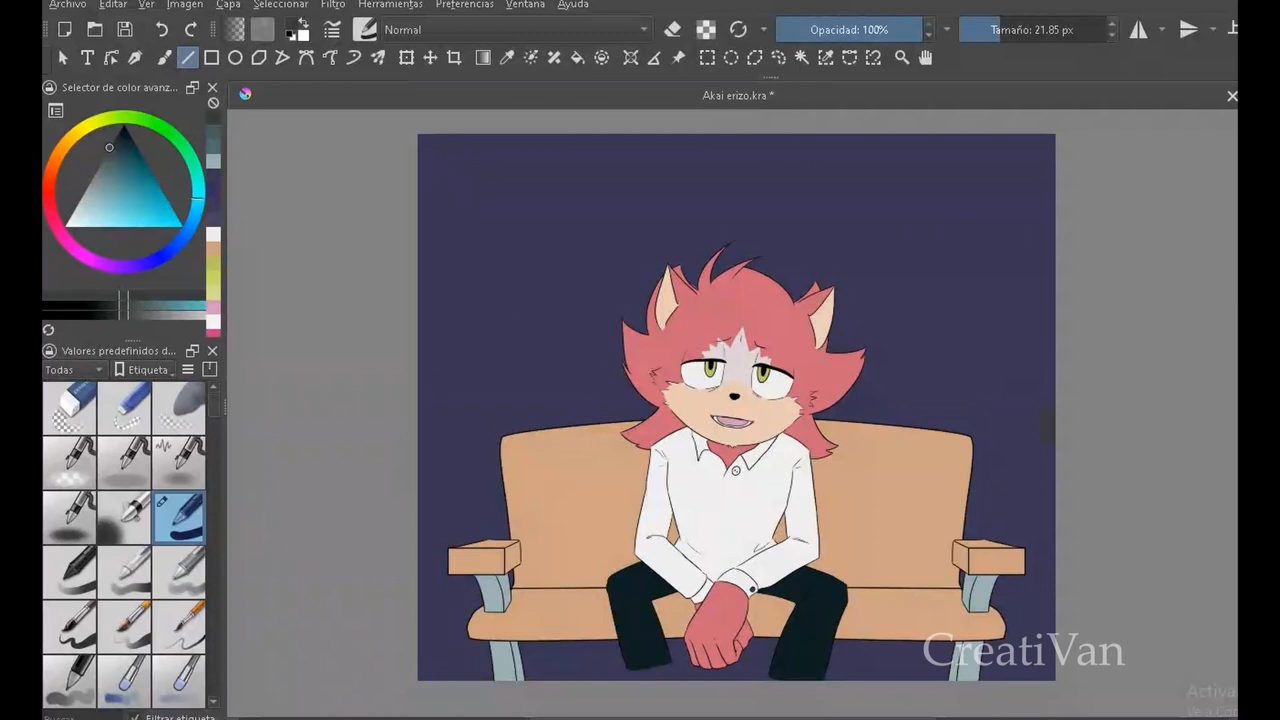 Archivo Editar Ver Imagen Capa Seleccionar Filtro Herramientas Preferencias Ventana Ayuda
Normal Opacidad: 100% Tamaño: 21.85 px
Selector de color avanz...
Akai erizo.kra *
Valores predefinidos d...
Todas Etiqueta
CreatiVan
Activa
Filtrar etiqueta